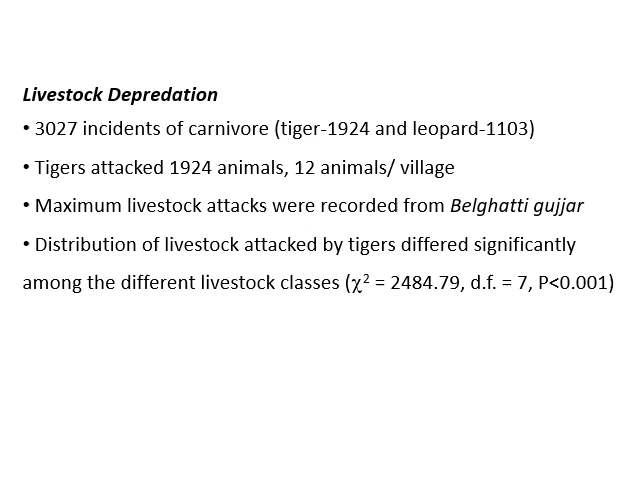 Livestock Depredation
• 3027 incidents of carnivore (tiger-1924 and leopard-1103)
• Tigers attacked 1924 animals, 12 animals/ village
• Maximum livestock attacks were recorded from Belghatti gujjar
• Distribution of livestock attacked by tigers differed significantly
among the different livestock classes (χ² = 2484.79, d.f. = 7, P<0.001)